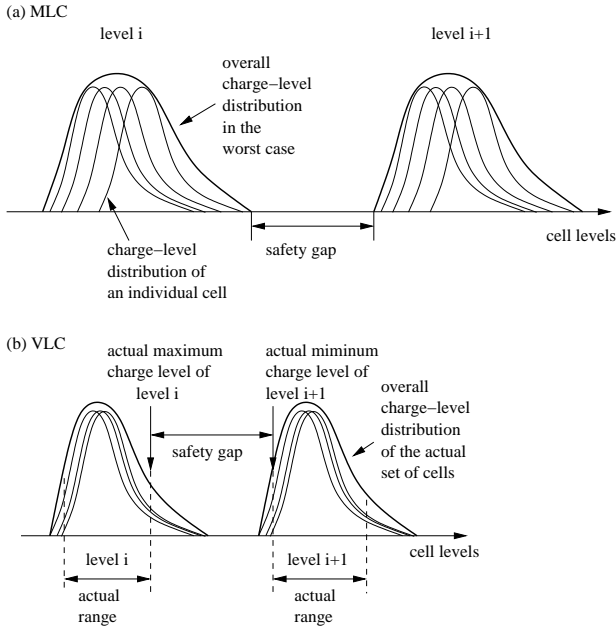 (a) MLC
level i
level i+1
overall
charge−level
distribution
in the
worst case
cell levels
safety gap
charge−level
distribution of
an individual cell
(b) VLC
actual maximum
charge level of
level i
actual miminum
charge level of
level i+1
overall
charge−level
distribution
of the actual
set of cells
safety gap
cell levels
level i
level i+1
actual
range
actual
range